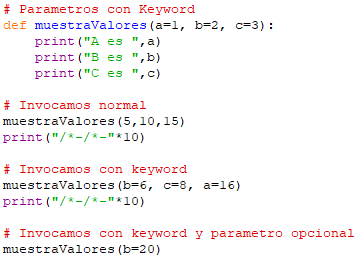 # Parametros con Keyword
def muestraValores(a=1, b=2, c=3):
    print("A es ",a)
    print("B es ",b)
    print("C es ",c)

# Invocamos normal
muestraValores(5,10,15)
print("/*-/*-"*10)

# Invocamos con keyword
muestraValores(b=6, c=8, a=16)
print("/*-/*-"*10)

# Invocamos con keyword y parametro opcional
muestraValores(b=20)